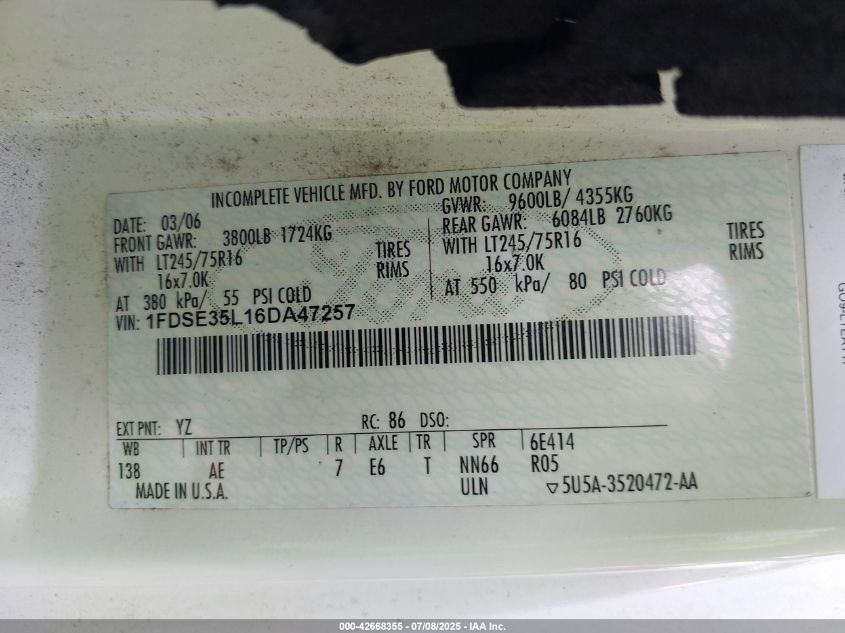 INCOMPLETE VEHICLE MFD. BY FORD MOTOR COMPANY
DATE: 03/06
GVWR: 9600LB/ 4355KG
FRONT GAWR: 3800LB 1724KG
REAR GAWR: 6084LB 2760KG
WITH LT245/75R16 TIRES
WITH LT245/75R16 TIRES
16x7.0K RIMS
16x7.0K RIMS
AT 380 kPa/ 55 PSI COLD
AT 550 kPa/ 80 PSI COLD
VIN: 1FDSE35L16DA47257
EXT PNT: YZ RC: 86 DSO:
WB INT TR TP/PS R AXLE TR SPR 6E414
138 AE 7 E6 T NN66 R05
MADE IN U.S.A. ULN ▽5U5A-3520472-AA
000-42668355 - 07/08/2025 - IAA Inc.